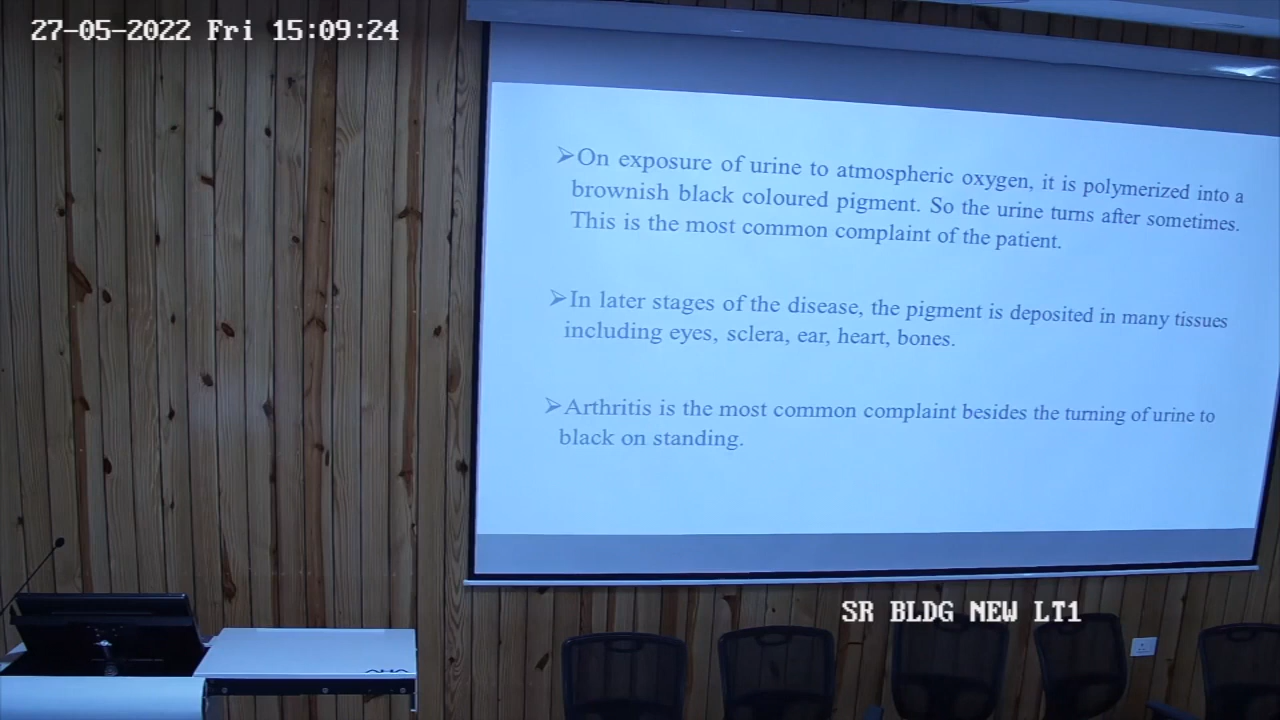 27-05-2022 Fri 15:09:24
➢On exposure of urine to atmospheric oxygen, it is polymerized into a
brownish black coloured pigment. So the urine turns after sometimes.
This is the most common complaint of the patient.
➢In later stages of the disease, the pigment is deposited in many tissues
including eyes, sclera, ear, heart, bones.
➢Arthritis is the most common complaint besides the turning of urine to
black on standing.
SR BLDG NEW LT1
AHA